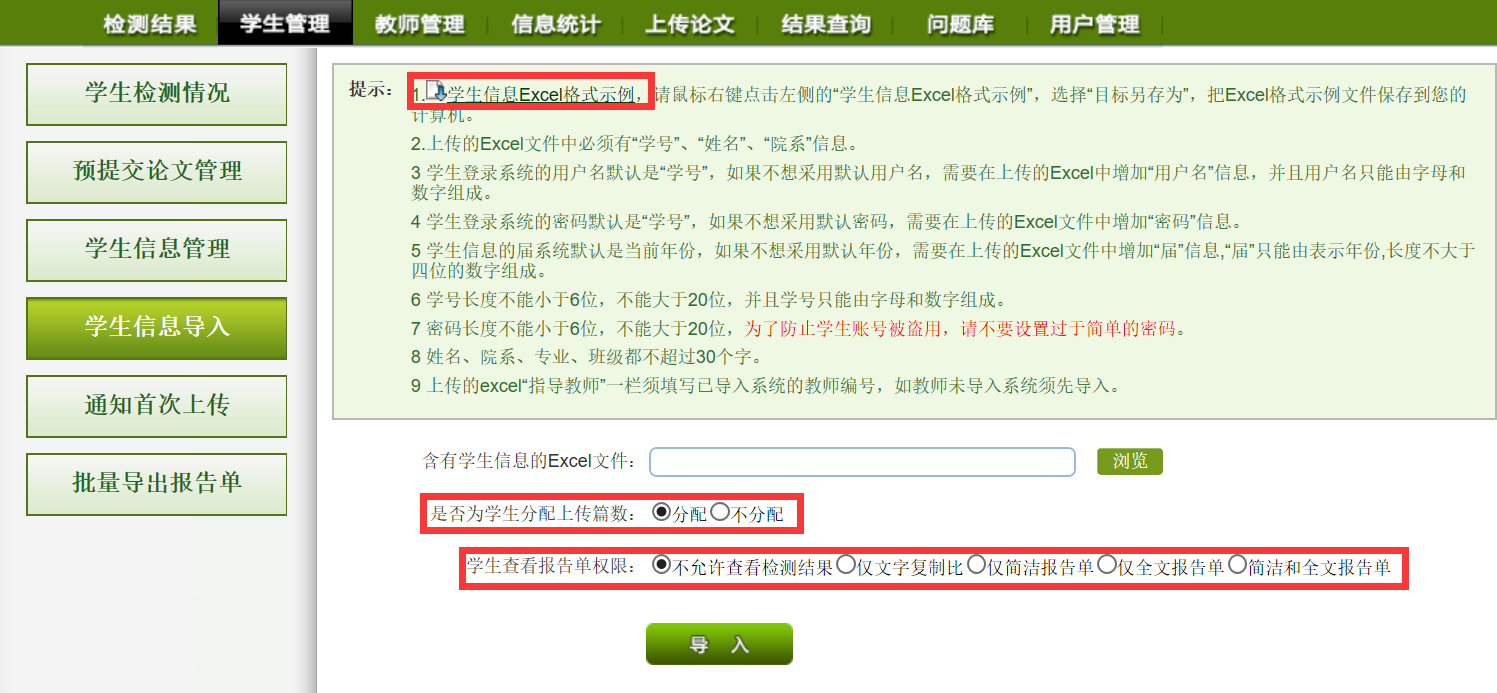 检测结果 学生管理 教师管理 信息统计 上传论文 结果查询 问题库 用户管理
学生检测情况
预提交论文管理
学生信息管理
学生信息导入
通知首次上传
批量导出报告单
提示：
1.学生信息Excel格式示例，请鼠标右键点击左侧的“学生信息Excel格式示例”，选择“目标另存为”，把Excel格式示例文件保存到您的
计算机。
2.上传的Excel文件中必须有“学号”、“姓名”、“院系”信息。
3 学生登录系统的用户名默认是“学号”，如果不想采用默认用户名，需要在上传的Excel中增加“用户名”信息，并且用户名只能由字母和
数字组成。
4 学生登录系统的密码默认是“学号”，如果不想采用默认密码，需要在上传的Excel文件中增加“密码”信息。
5 学生信息的届系统默认是当前年份，如果不想采用默认年份，需要在上传的Excel文件中增加“届”信息,“届”只能由表示年份,长度不大于
四位的数字组成。
6 学号长度不能小于6位，不能大于20位，并且学号只能由字母和数字组成。
7 密码长度不能小于6位，不能大于20位，为了防止学生账号被盗用，请不要设置过于简单的密码。
8 姓名、院系、专业、班级都不超过30个字。
9 上传的excel“指导教师”一栏须填写已导入系统的教师编号，如教师未导入系统须先导入。
含有学生信息的Excel文件： 浏览
是否为学生分配上传篇数： 分配 不分配
学生查看报告单权限： 不允许查看检测结果 仅文字复制比 仅简洁报告单 仅全文报告单 简洁和全文报告单
导 入